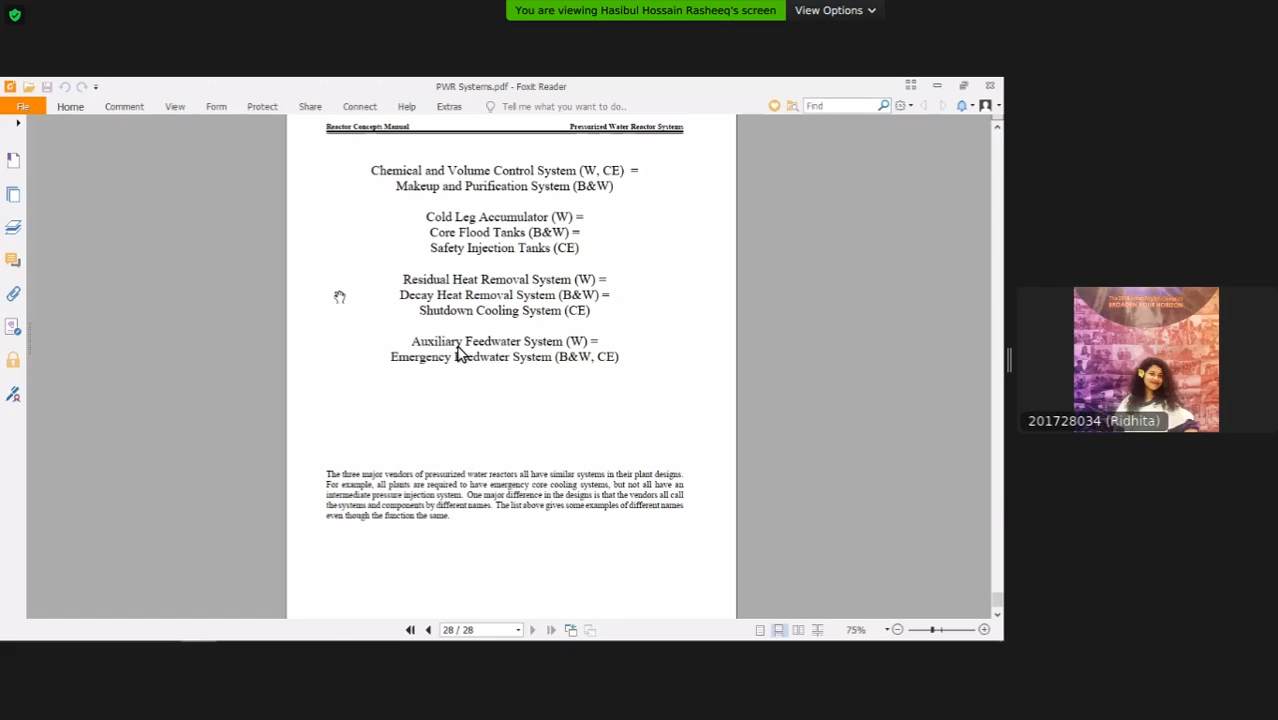 You are viewing Hasibul Hossain Rasheeq's screen
View Options
PWR Systems.pdf - Foxit Reader
File Home Comment View Form Protect Share Connect Help Extras Tell me what you want to do.. Find
Reactor Concepts Manual Pressurized Water Reactor Systems
Chemical and Volume Control System (W, CE) =
Makeup and Purification System (B&W)
Cold Leg Accumulator (W) =
Core Flood Tanks (B&W) =
Safety Injection Tanks (CE)
Residual Heat Removal System (W) =
Decay Heat Removal System (B&W) =
Shutdown Cooling System (CE)
Auxiliary Feedwater System (W) =
Emergency Feedwater System (B&W, CE)
The three major vendors of pressurized water reactors all have similar systems in their plant designs.
For example, all plants are required to have emergency core cooling systems, but not all have an
intermediate pressure injection system. One major difference in the designs is that the vendors all call
the systems and components by different names. The list above gives some examples of different names
even though the function the same.
28 / 28
75%
BROADEN YOUR HORIZON
201728034 (Ridhita)